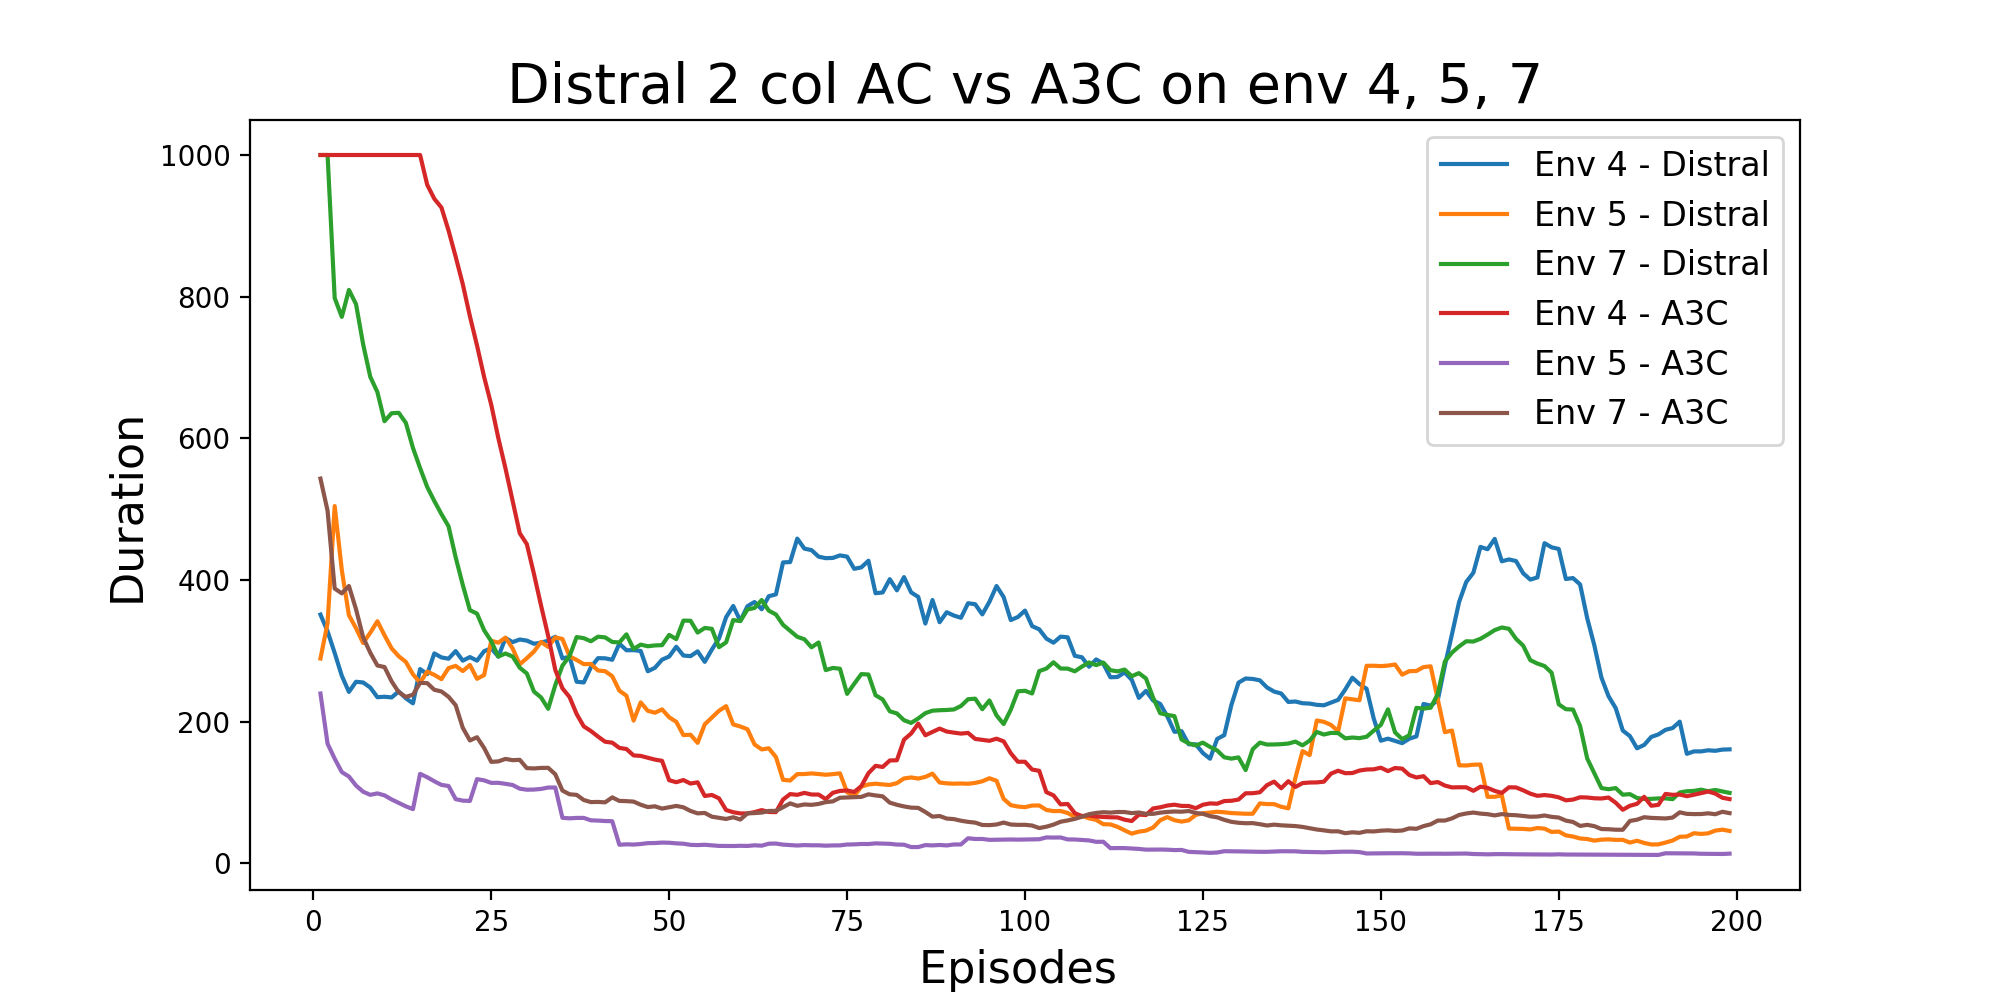 Distral 2 col AC vs A3C on env 4, 5, 7
1000
800
600
400
200
0
Duration
Env 4 - Distral
Env 5 - Distral
Env 7 - Distral
Env 4 - A3C
Env 5 - A3C
Env 7 - A3C
0 25 50 75 100 125 150 175 200
Episodes